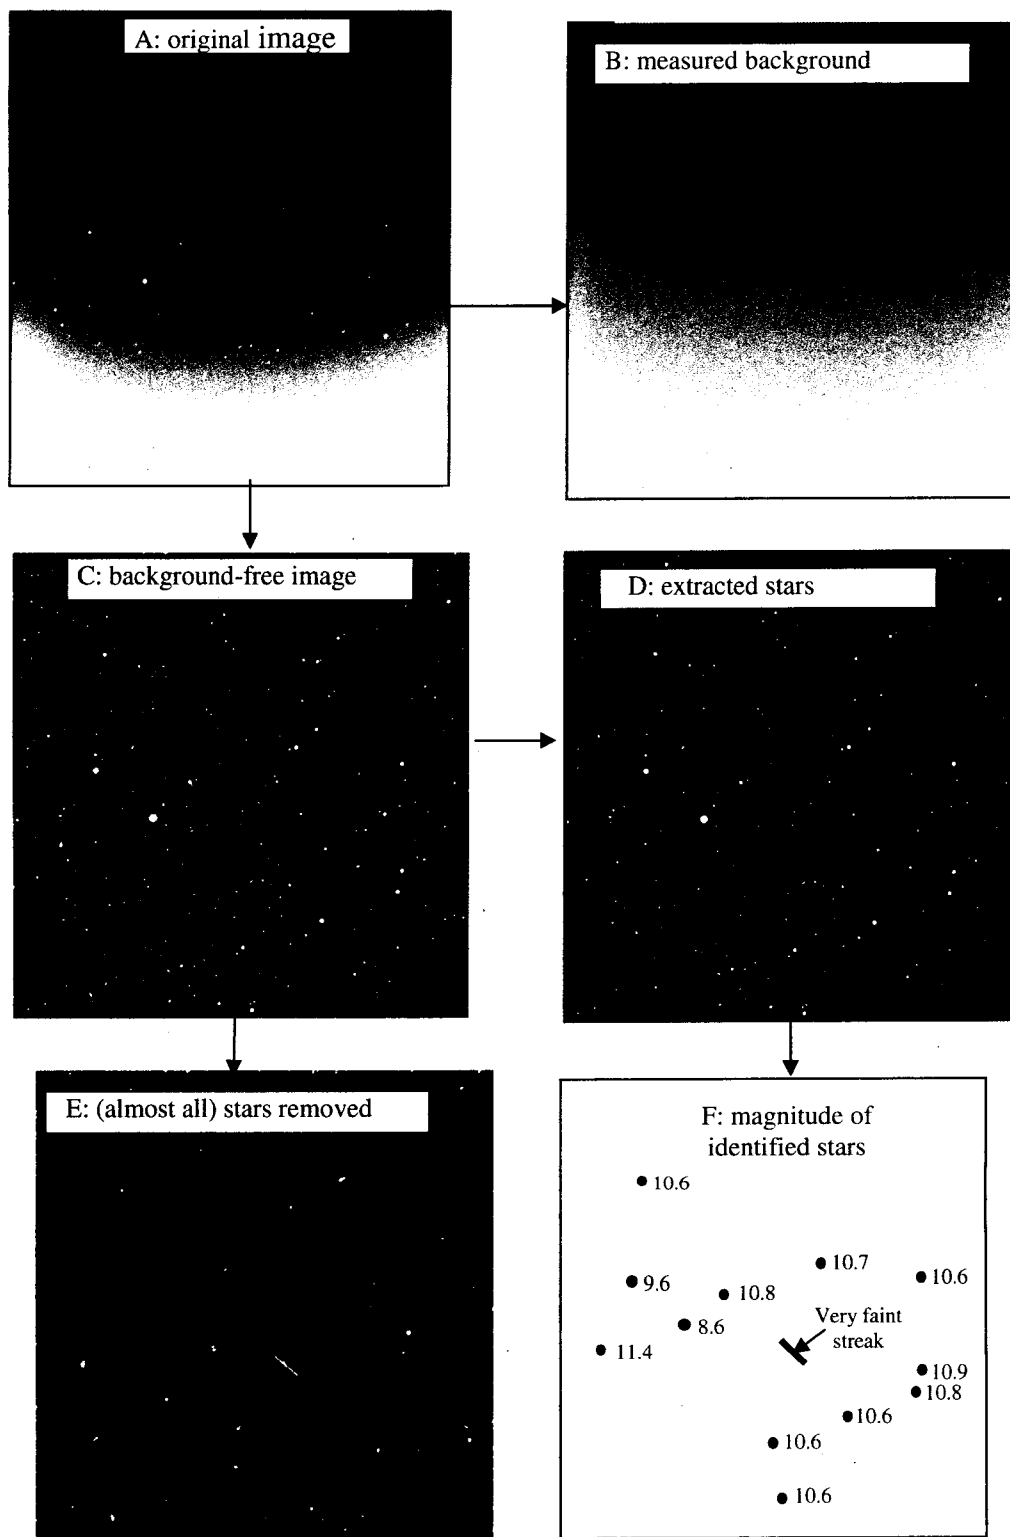 A: original image
B: measured background
C: background-free image
D: extracted stars
E: (almost all) stars removed
F: magnitude of
identified stars
10.6
10.7
9.6
10.8
10.6
8.6
Very faint
streak
11.4
10.9
10.8
10.6
10.6
10.6